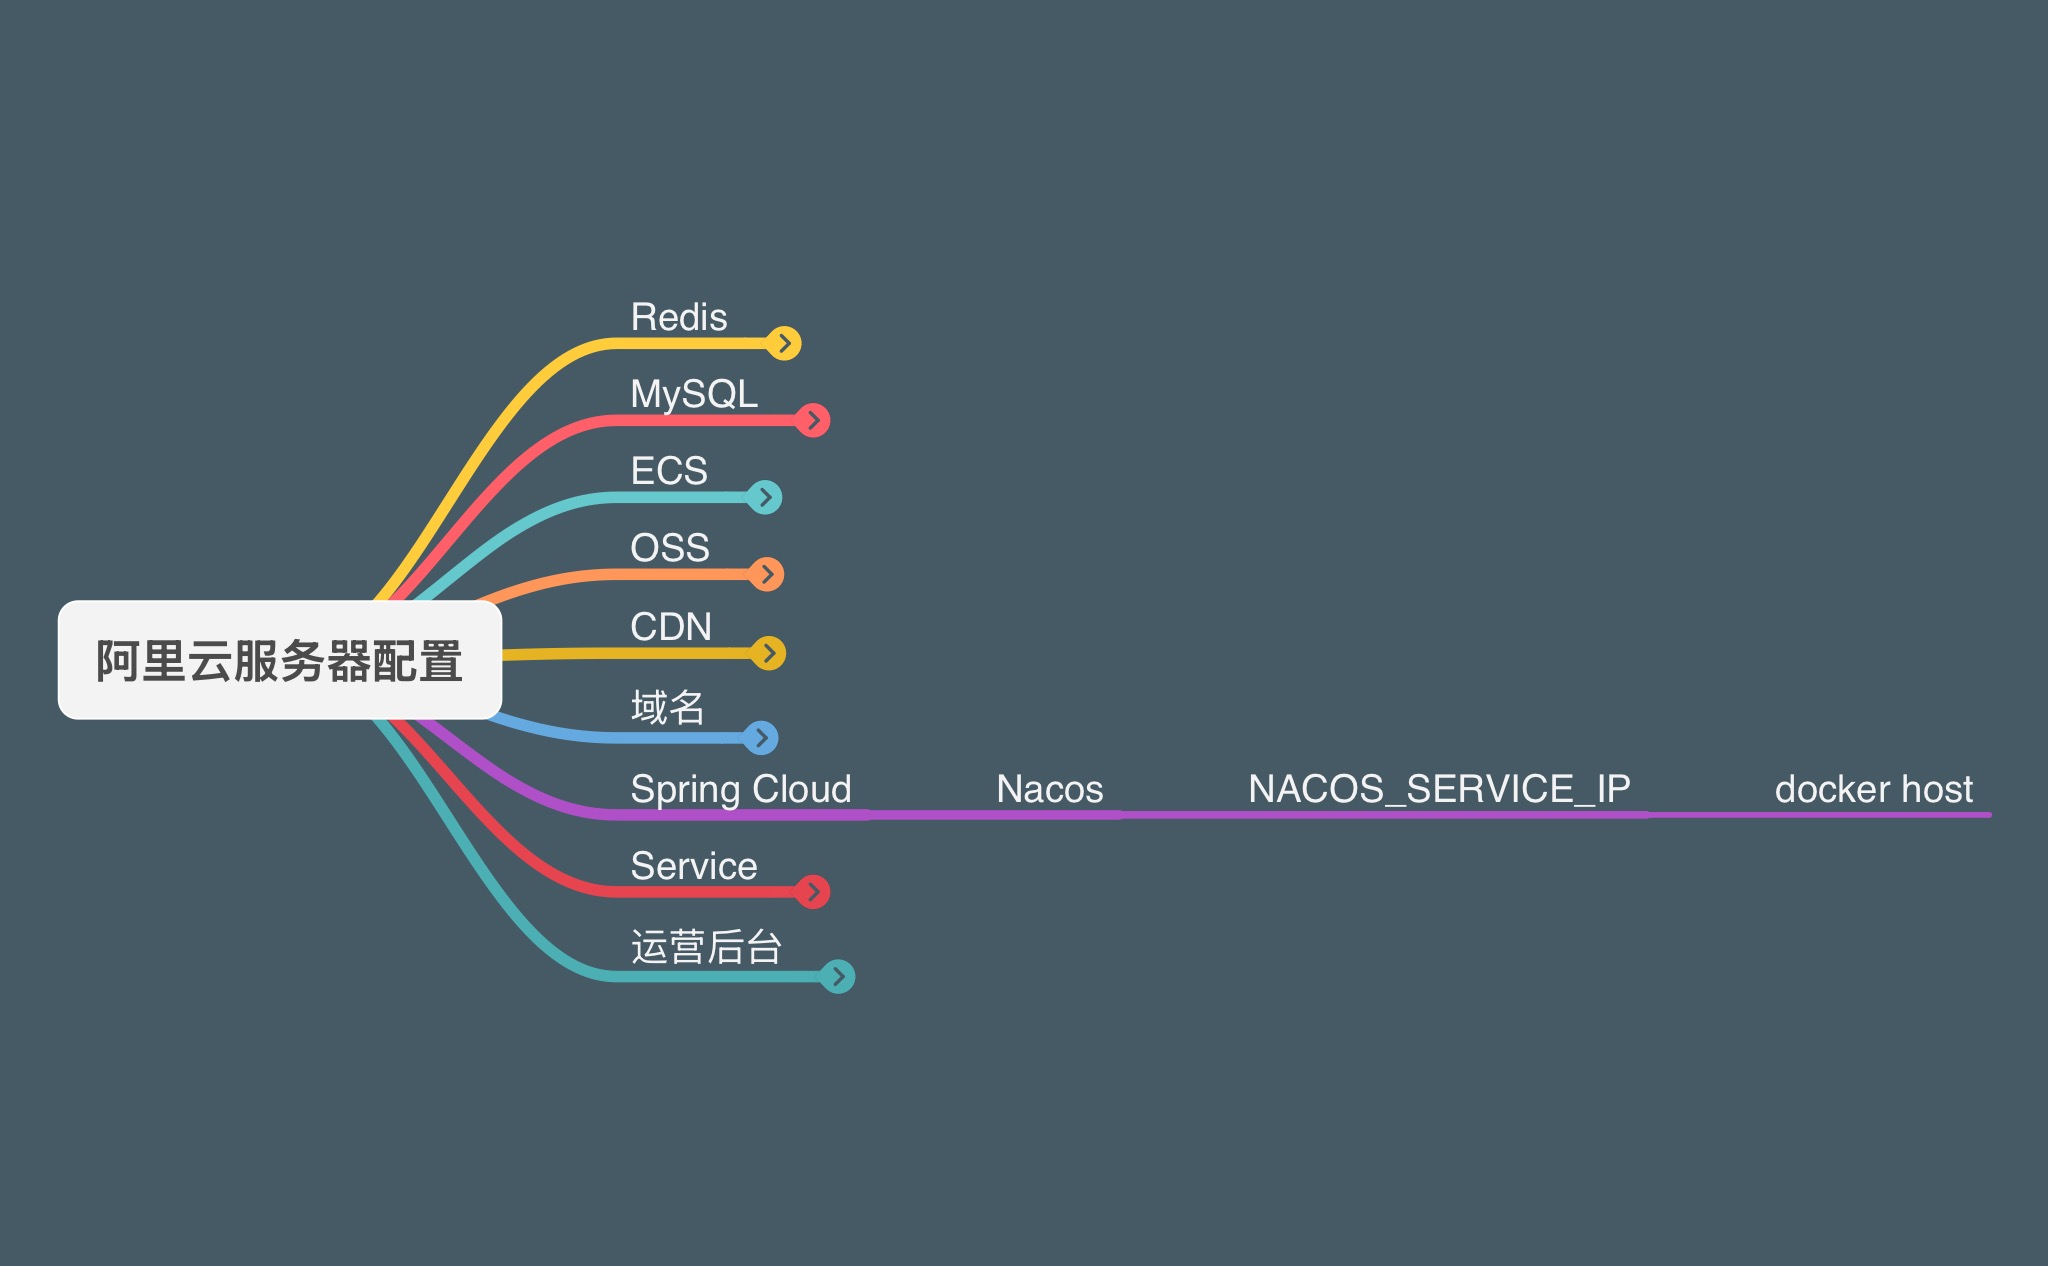 Redis
MySQL
ECS
OSS
CDN
阿里云服务器配置
域名
Spring Cloud Nacos NACOS_SERVICE_IP docker host
Service
运营后台